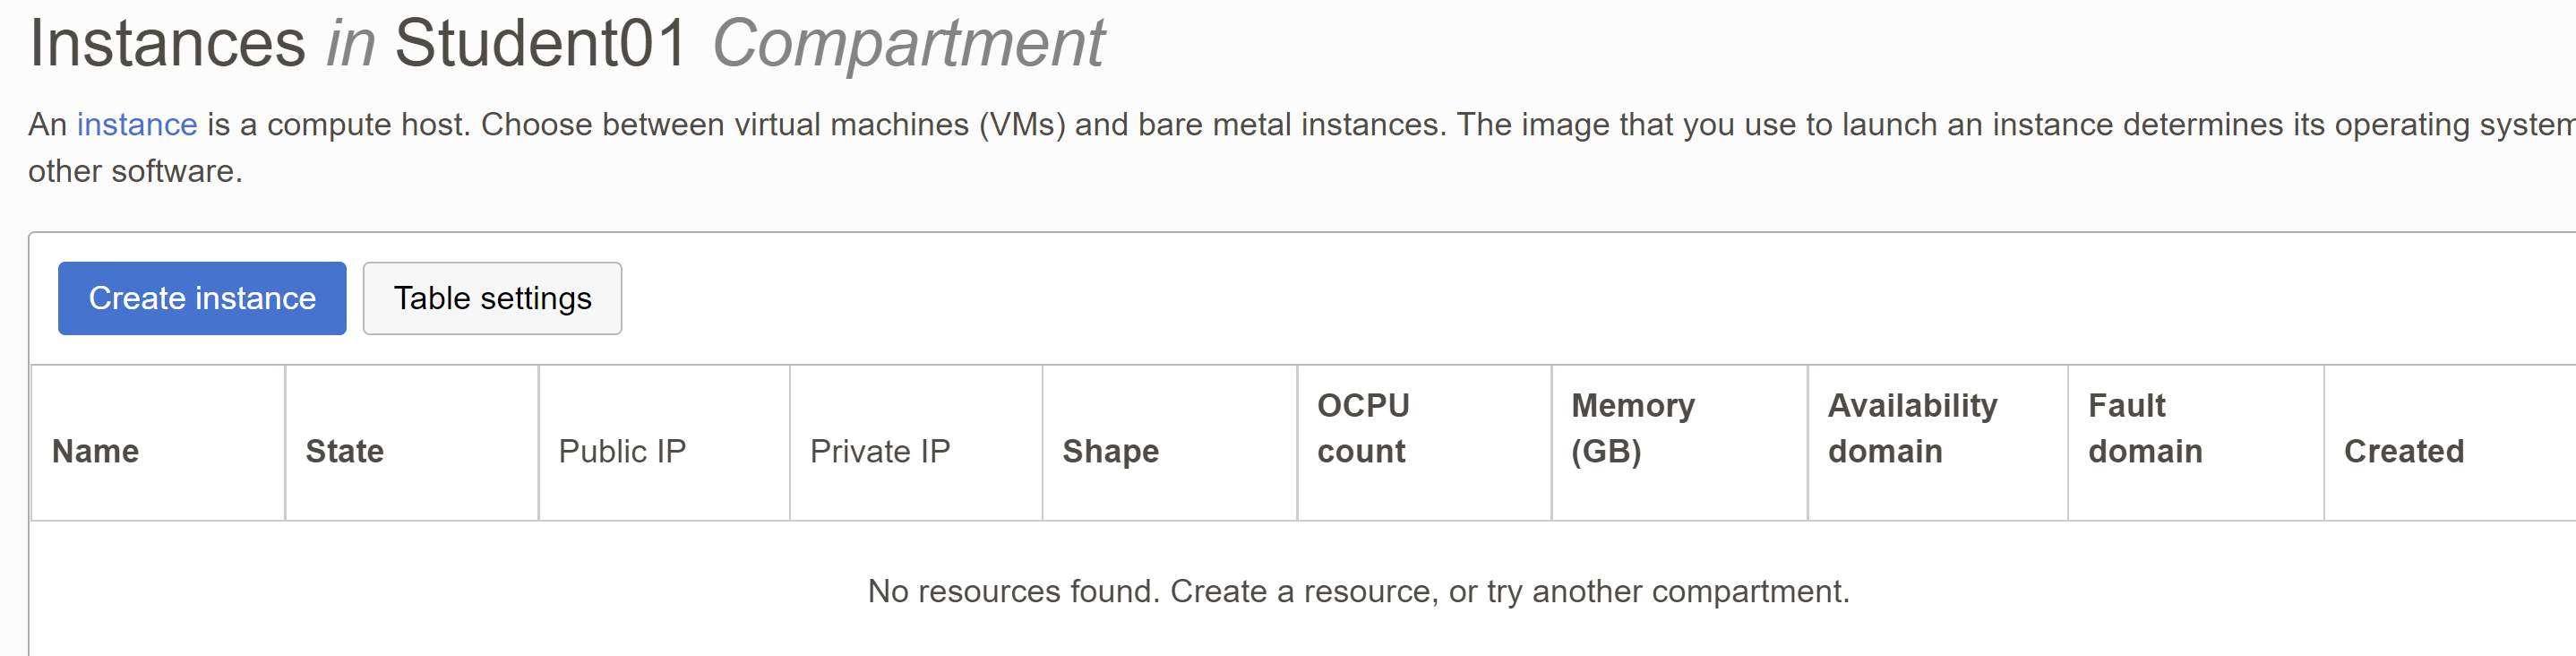 Instances in Student01 Compartment
An instance is a compute host. Choose between virtual machines (VMs) and bare metal instances. The image that you use to launch an instance determines its operating system
other software.
Create instance Table settings
Name State Public IP Private IP Shape OCPU count Memory (GB) Availability domain Fault domain Created
No resources found. Create a resource, or try another compartment.